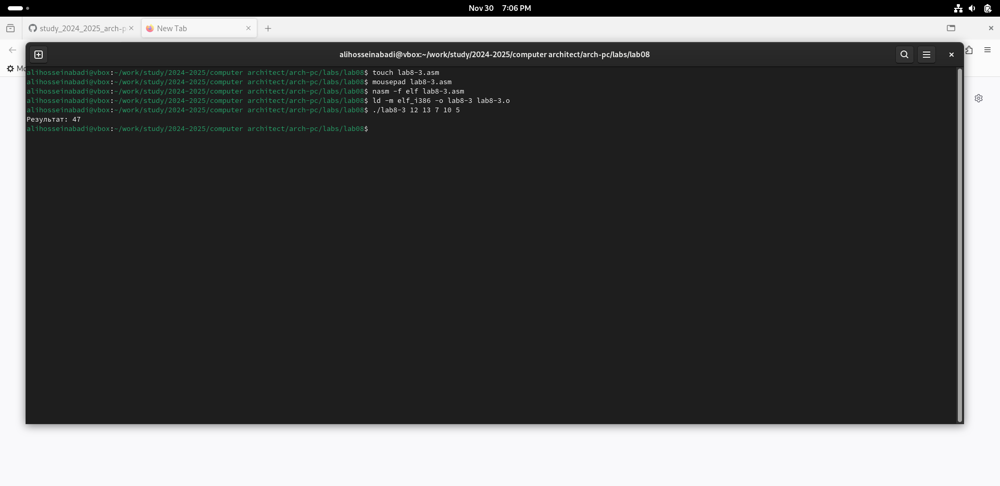 Nov 30 7:06 PM
study_2024_2025_arch-p
New Tab
alihosseinabadi@vbox:~/work/study/2024-2025/computer architect/arch-pc/labs/lab08
alihosseinabadi@vbox:~/work/study/2024-2025/computer architect/arch-pc/labs/lab08$ touch lab8-3.asm
alihosseinabadi@vbox:~/work/study/2024-2025/computer architect/arch-pc/labs/lab08$ mousepad lab8-3.asm
alihosseinabadi@vbox:~/work/study/2024-2025/computer architect/arch-pc/labs/lab08$ nasm -f elf lab8-3.asm
alihosseinabadi@vbox:~/work/study/2024-2025/computer architect/arch-pc/labs/lab08$ ld -m elf_i386 -o lab8-3 lab8-3.o
alihosseinabadi@vbox:~/work/study/2024-2025/computer architect/arch-pc/labs/lab08$ ./lab8-3 12 13 7 10 5
Результат: 47
alihosseinabadi@vbox:~/work/study/2024-2025/computer architect/arch-pc/labs/lab08$